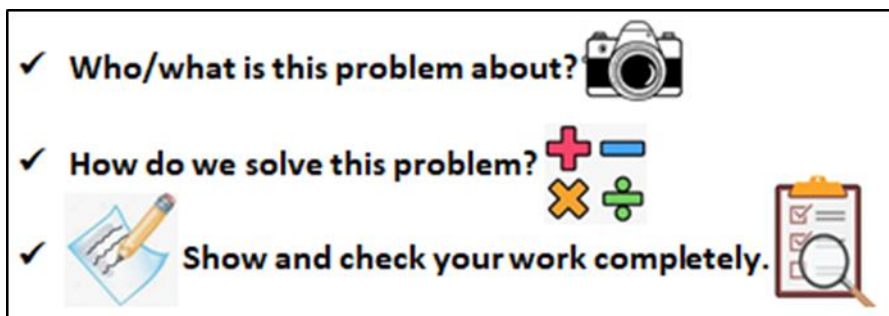 ✓ Who/what is this problem about?
✓ How do we solve this problem?
✓ Show and check your work completely.